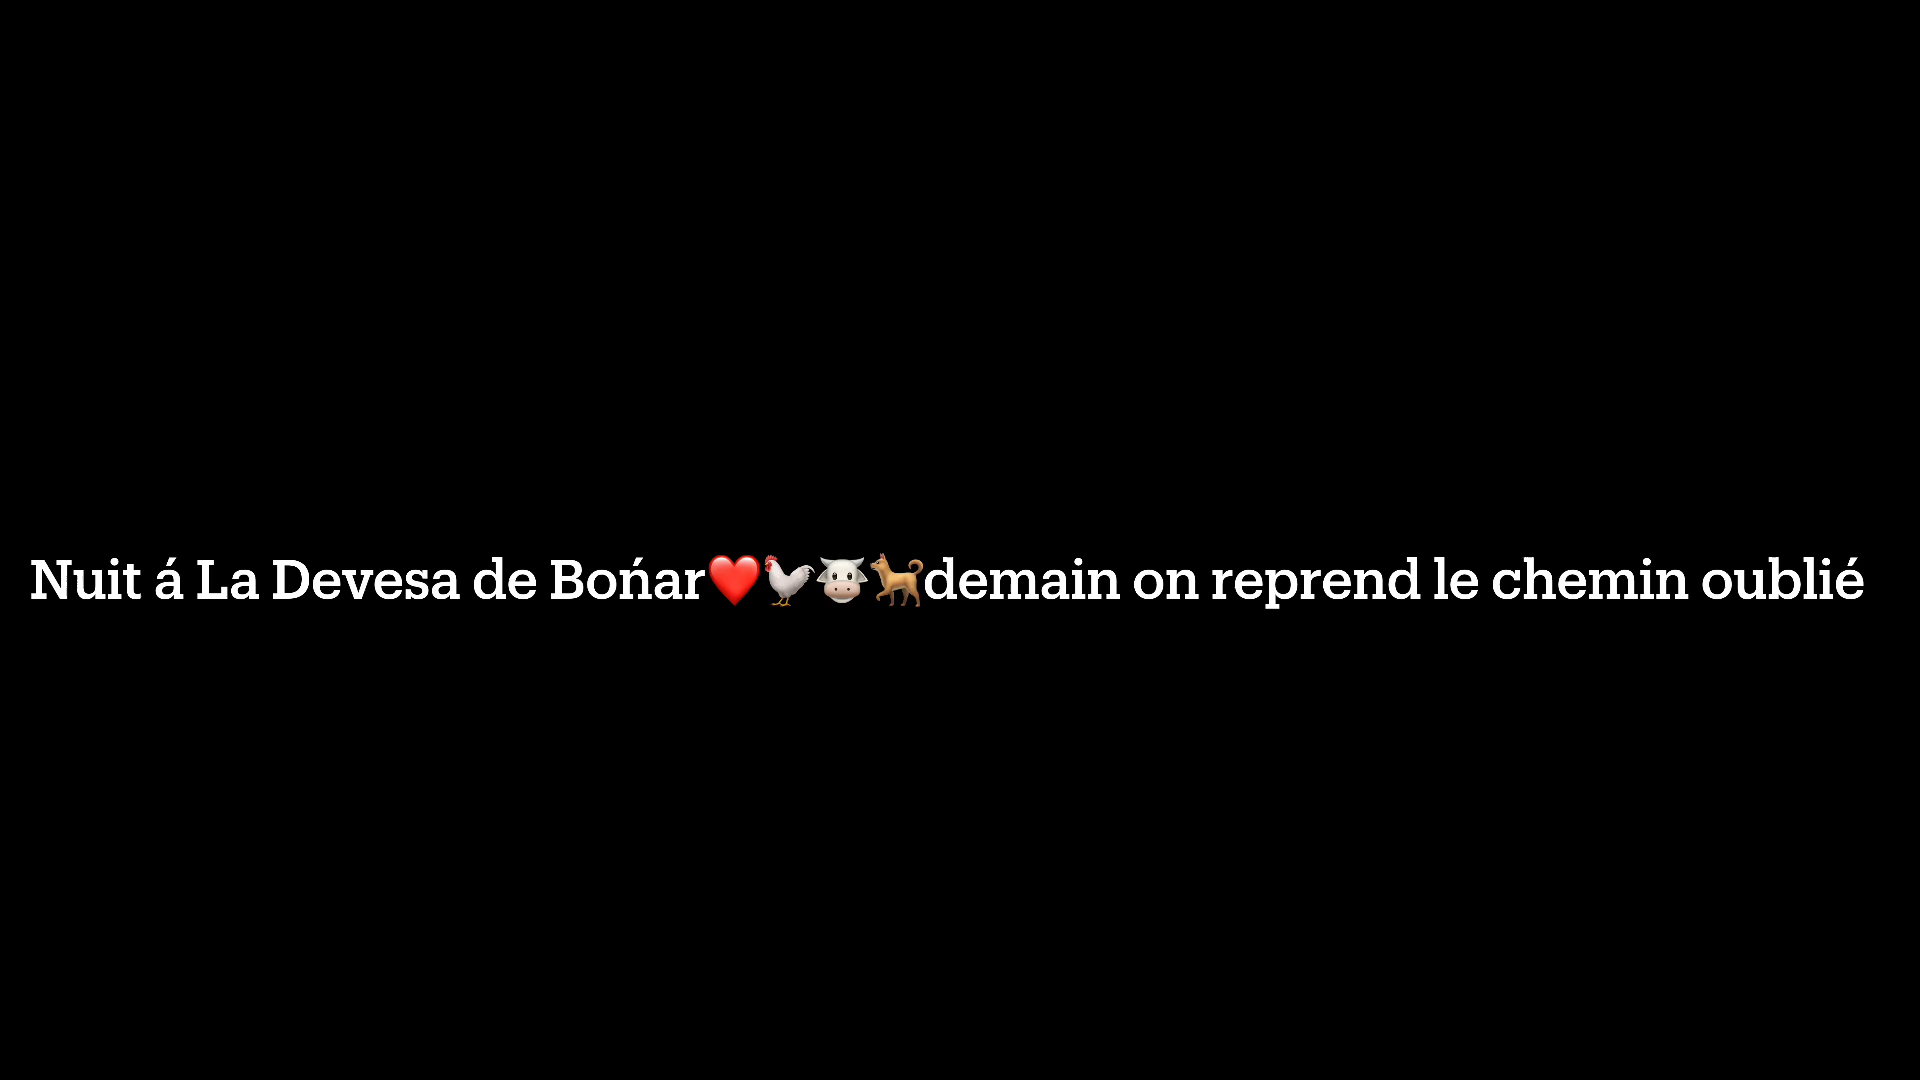 Nuit á La Devesa de Bońar❤️🐓🐮🐕demain on reprend le chemin oublié